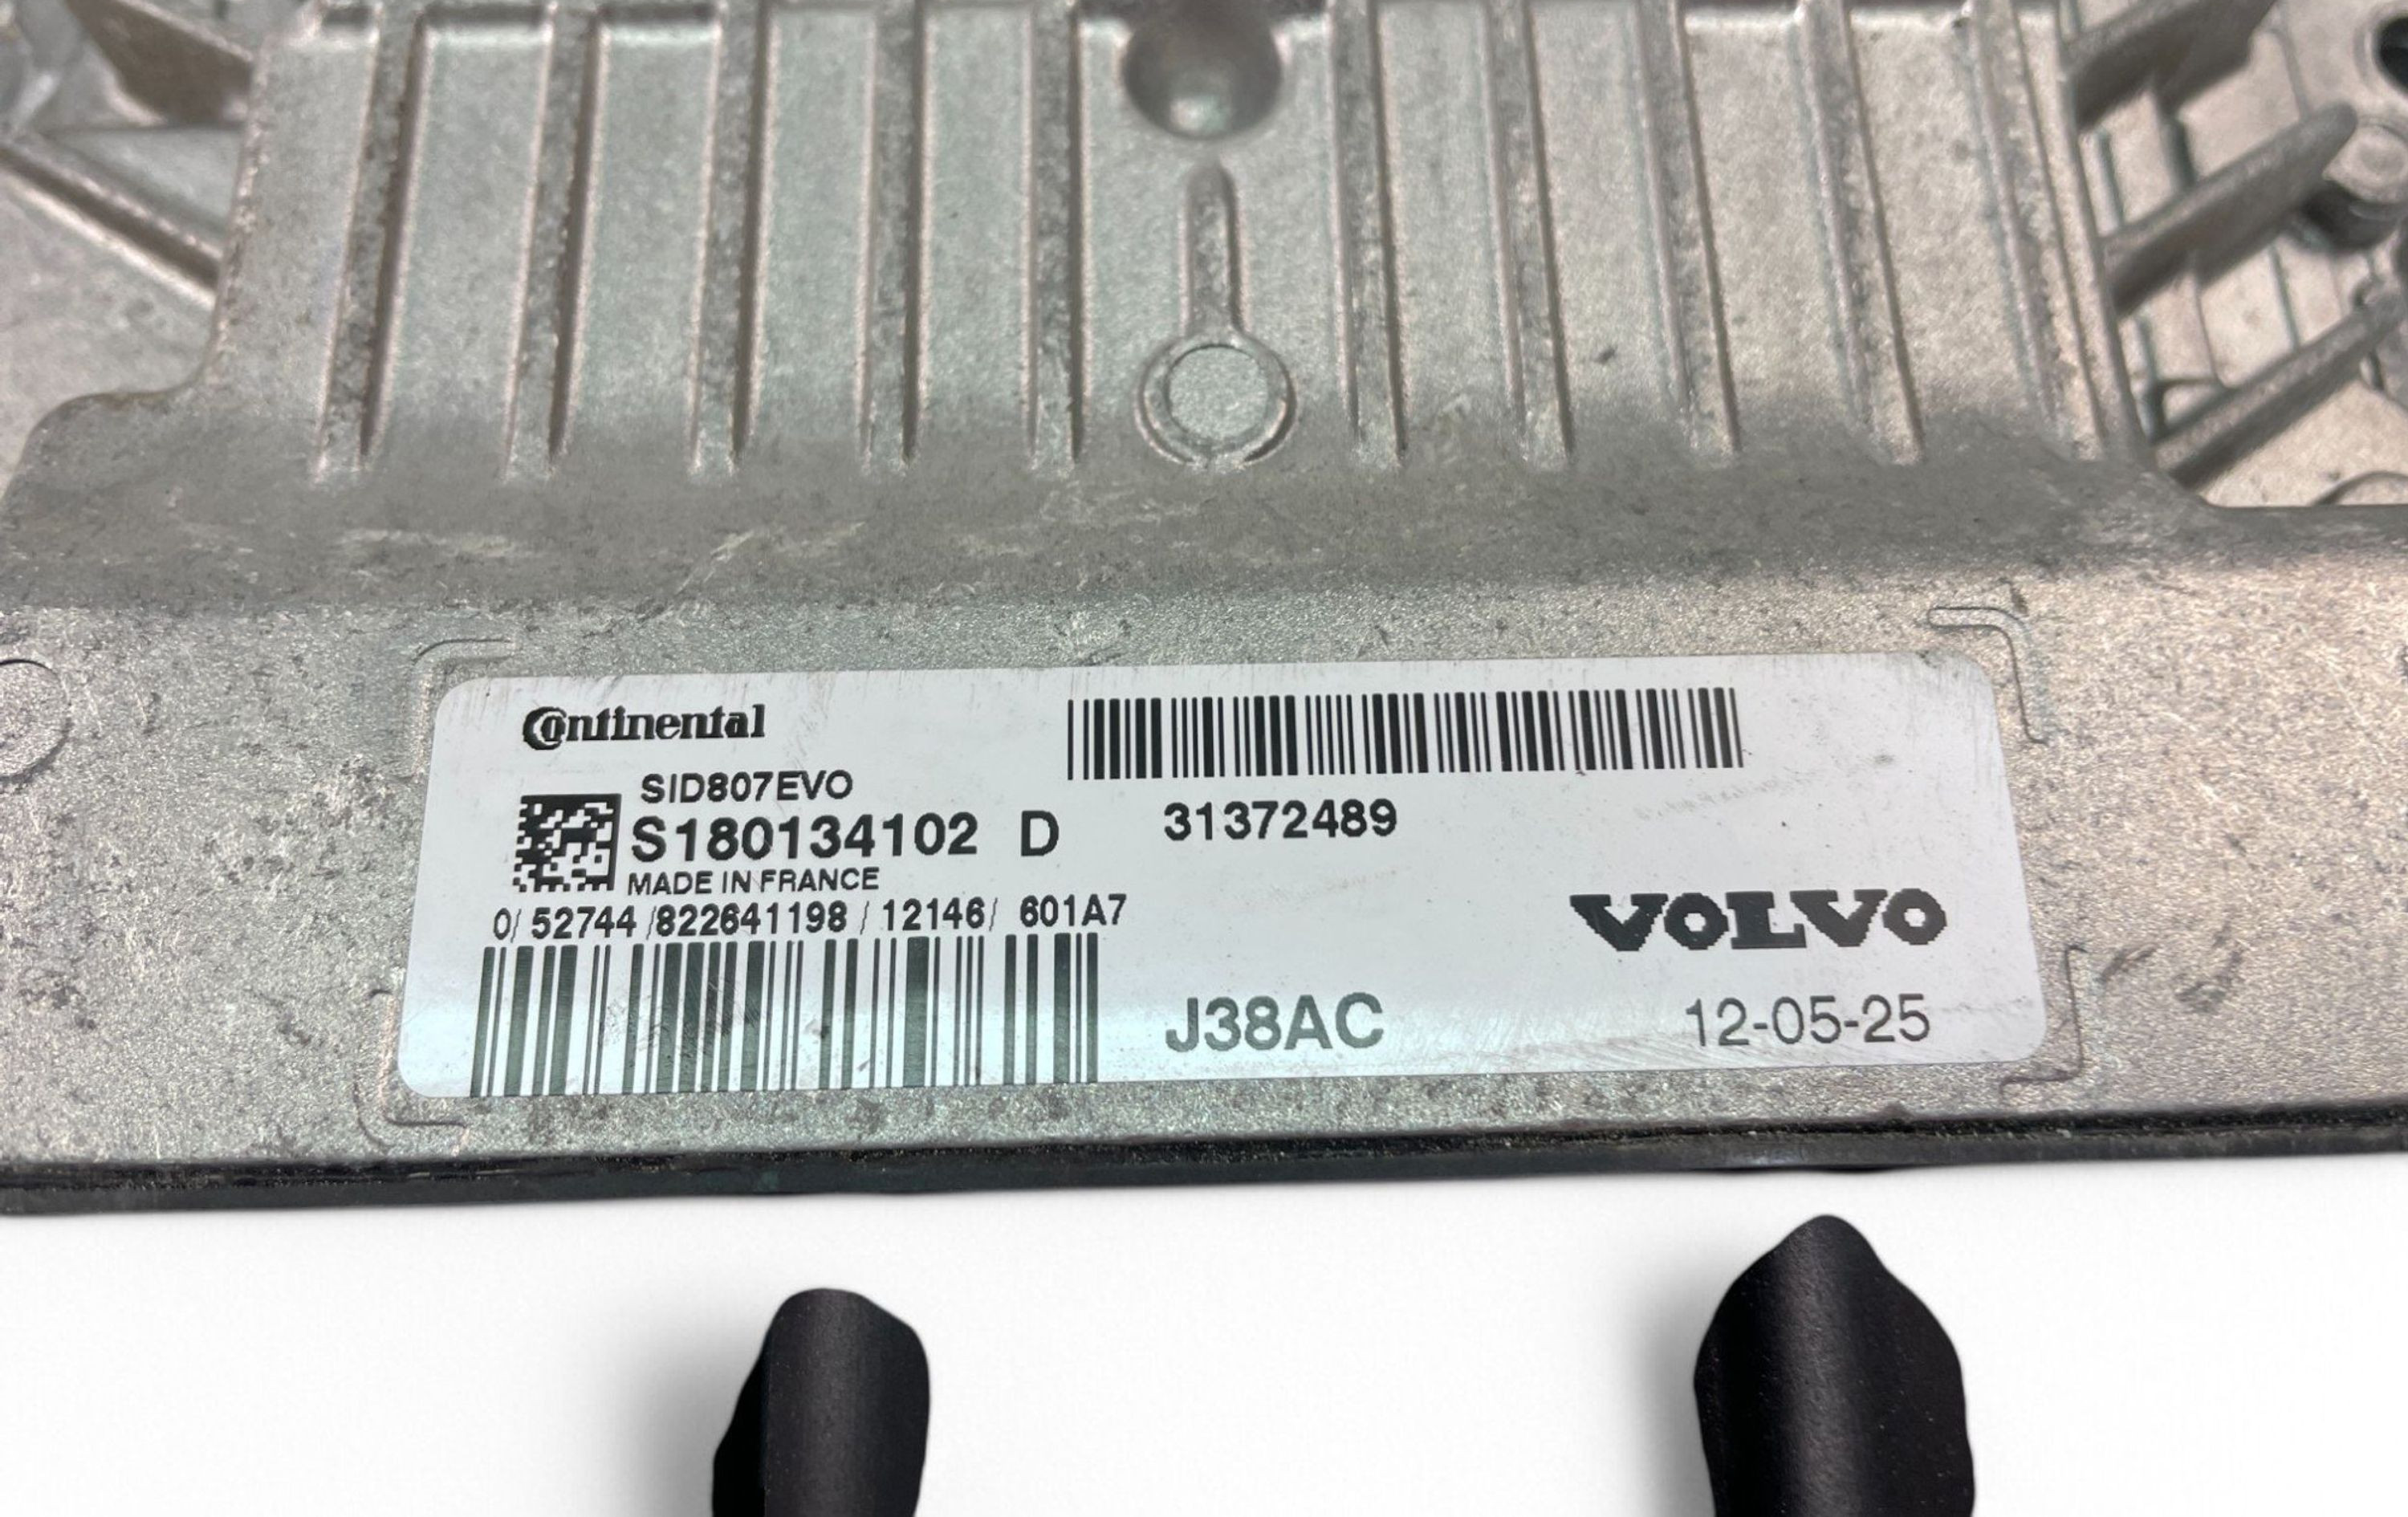 Continental
SID807EVO
S180134102 D
MADE IN FRANCE
0/ 52744 /822641198 / 12146/ 601A7
31372489
VOLVO
J38AC
12-05-25